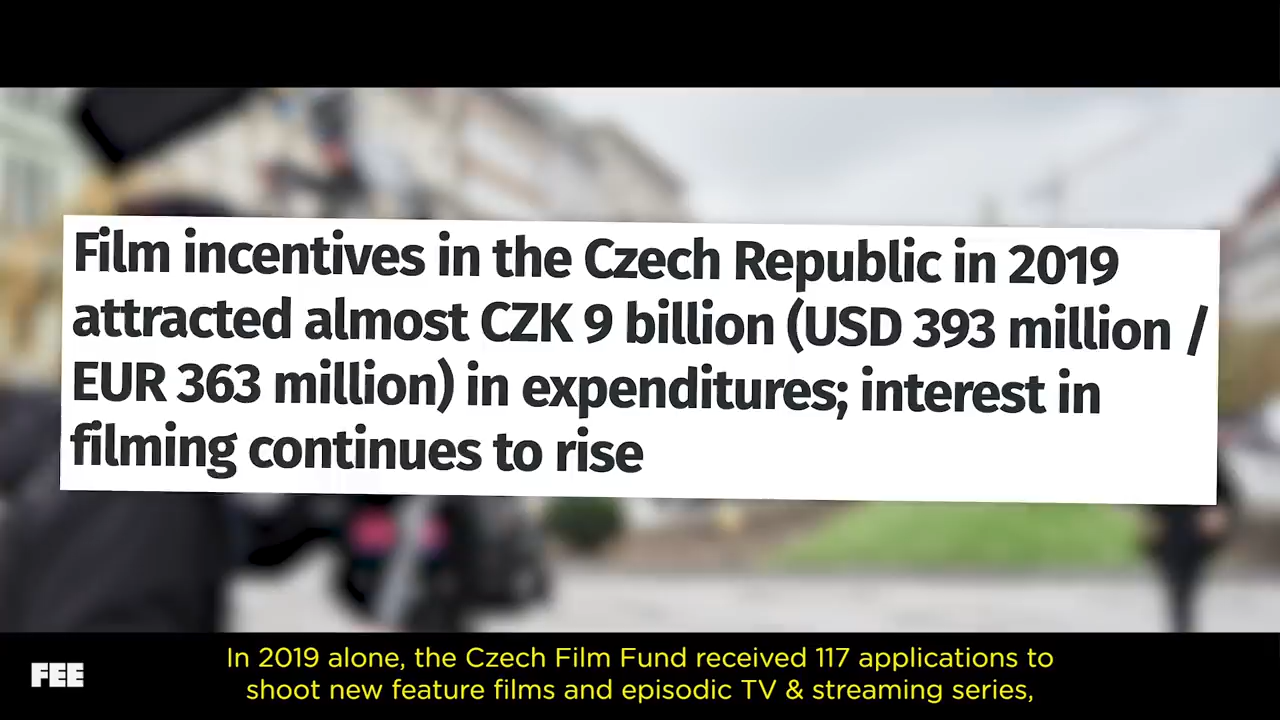 Film incentives in the Czech Republic in 2019
attracted almost CZK 9 billion (USD 393 million /
EUR 363 million) in expenditures; interest in
filming continues to rise
FEE
In 2019 alone, the Czech Film Fund received 117 applications to
shoot new feature films and episodic TV & streaming series,